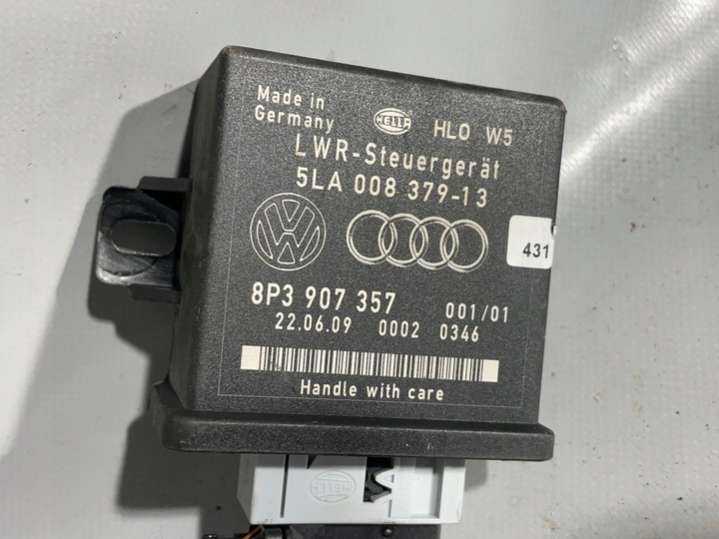 Made in
Germany
HELLA
HLO W5
LWR-Steuergerät
5LA 008 379-13
431
8P3 907 357
001/01
22.06.09 0002 0346
Handle with care
HELLA